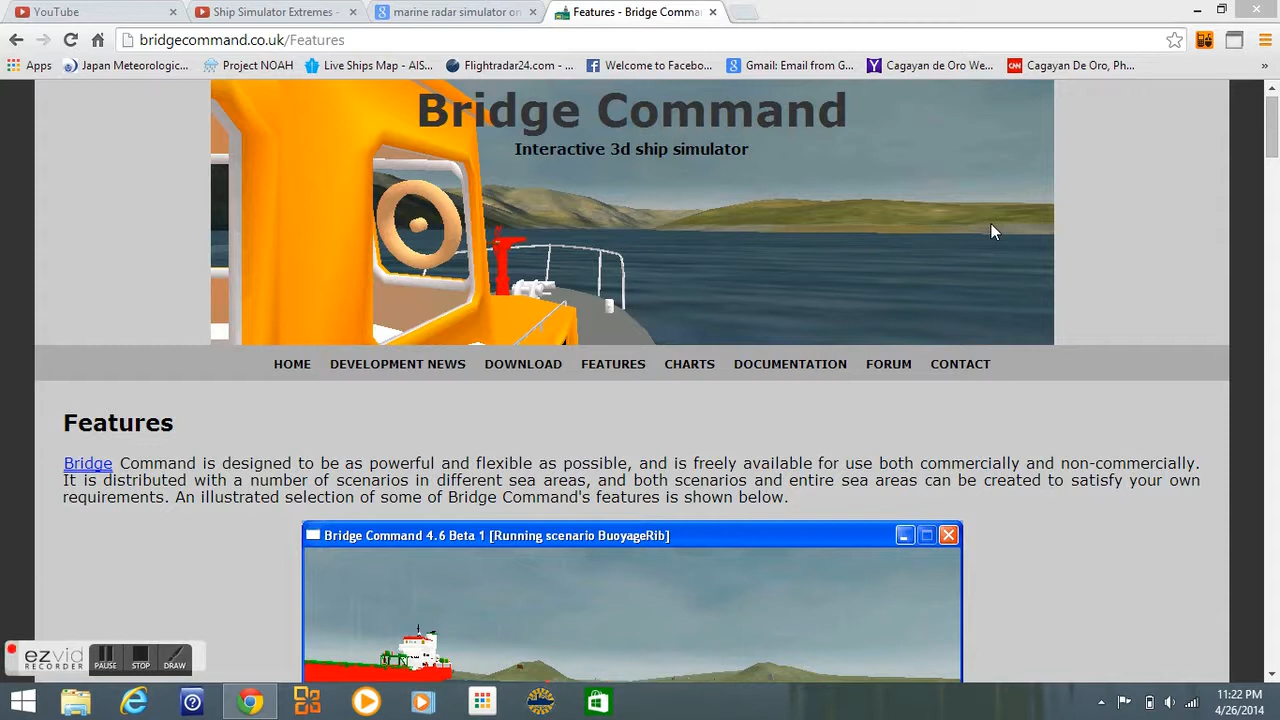 YouTube
Ship Simulator Extremes -
marine radar simulator on
Features - Bridge Comma
bridgecommand.co.uk/Features
Apps
Japan Meteorologic...
Project NOAH
Live Ships Map - AIS...
Flightradar24.com - ...
Welcome to Facebo...
Gmail: Email from G...
Cagayan de Oro We...
CNN
Cagayan De Oro, Ph...
»
Bridge Command
Interactive 3d ship simulator
HOME DEVELOPMENT NEWS DOWNLOAD FEATURES CHARTS DOCUMENTATION FORUM CONTACT
Features
Bridge Command is designed to be as powerful and flexible as possible, and is freely available for use both commercially and non-commercially.
It is distributed with a number of scenarios in different sea areas, and both scenarios and entire sea areas can be created to satisfy your own
requirements. An illustrated selection of some of Bridge Command's features is shown below.
Bridge Command 4.6 Beta 1 [Running scenario BuoyageRib]
ezvid
RECORDER
PAUSE
STOP
DRAW
11:22 PM
4/26/2014